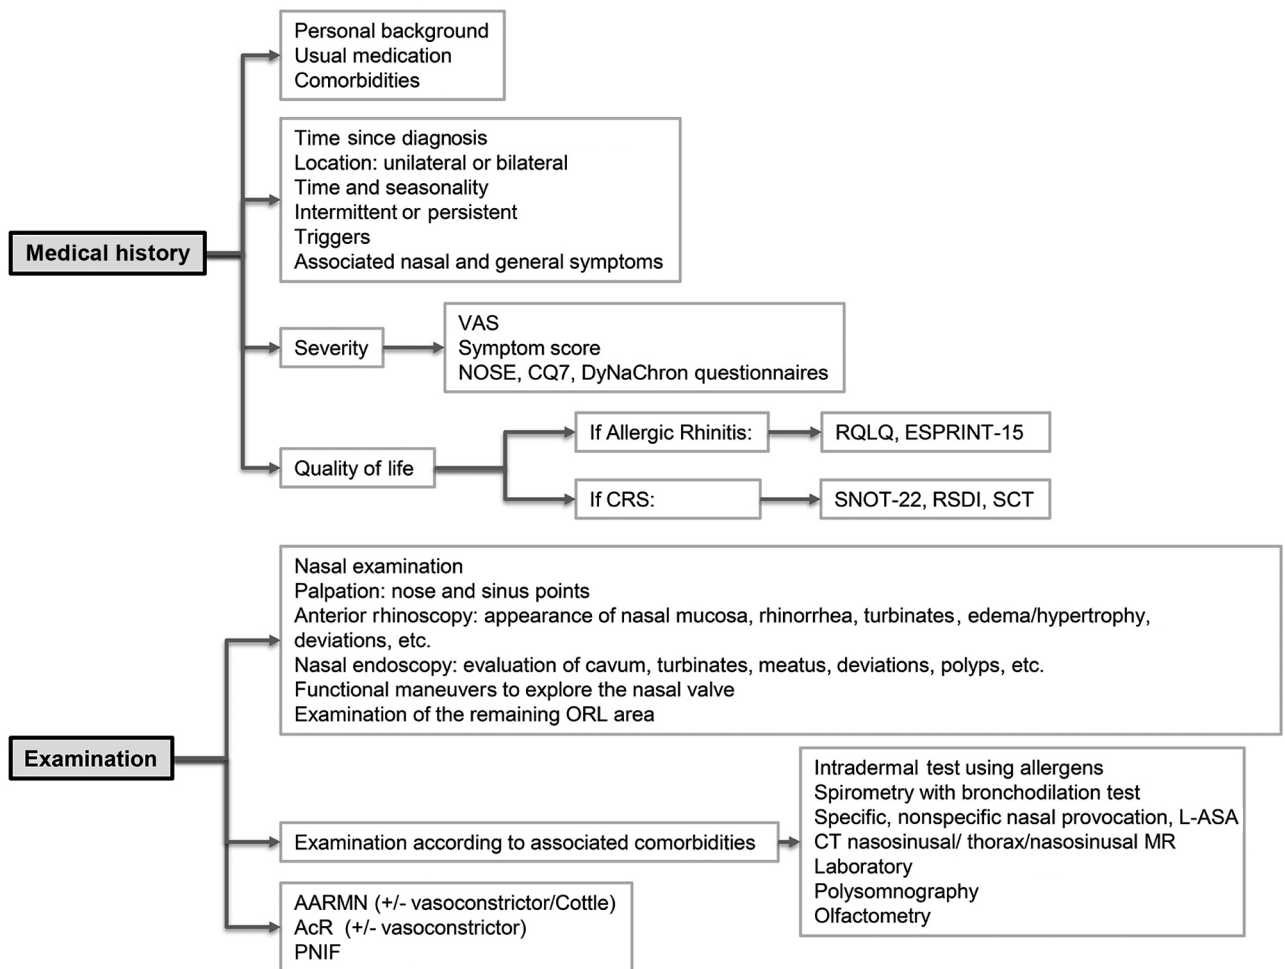 Personal background
Usual medication
Comorbidities
Time since diagnosis
Location: unilateral or bilateral
Time and seasonality
Intermittent or persistent
Triggers
Associated nasal and general symptoms
Medical history
Severity
VAS
Symptom score
NOSE, CQ7, DyNaChron questionnaires
Quality of life
If Allergic Rhinitis:
RQLQ, ESPRINT-15
If CRS:
SNOT-22, RSDI, SCT
Nasal examination
Palpation: nose and sinus points
Anterior rhinoscopy: appearance of nasal mucosa, rhinorrhea, turbinates, edema/hypertrophy,
deviations, etc.
Nasal endoscopy: evaluation of cavum, turbinates, meatus, deviations, polyps, etc.
Functional maneuvers to explore the nasal valve
Examination of the remaining ORL area
Examination
Examination according to associated comorbidities
Intradermal test using allergens
Spirometry with bronchodilation test
Specific, nonspecific nasal provocation, L-ASA
CT nasosinusal/ thorax/nasosinusal MR
Laboratory
Polysomnography
Olfactometry
AARMN (+/- vasoconstrictor/Cottle)
AcR (+/- vasoconstrictor)
PNIF